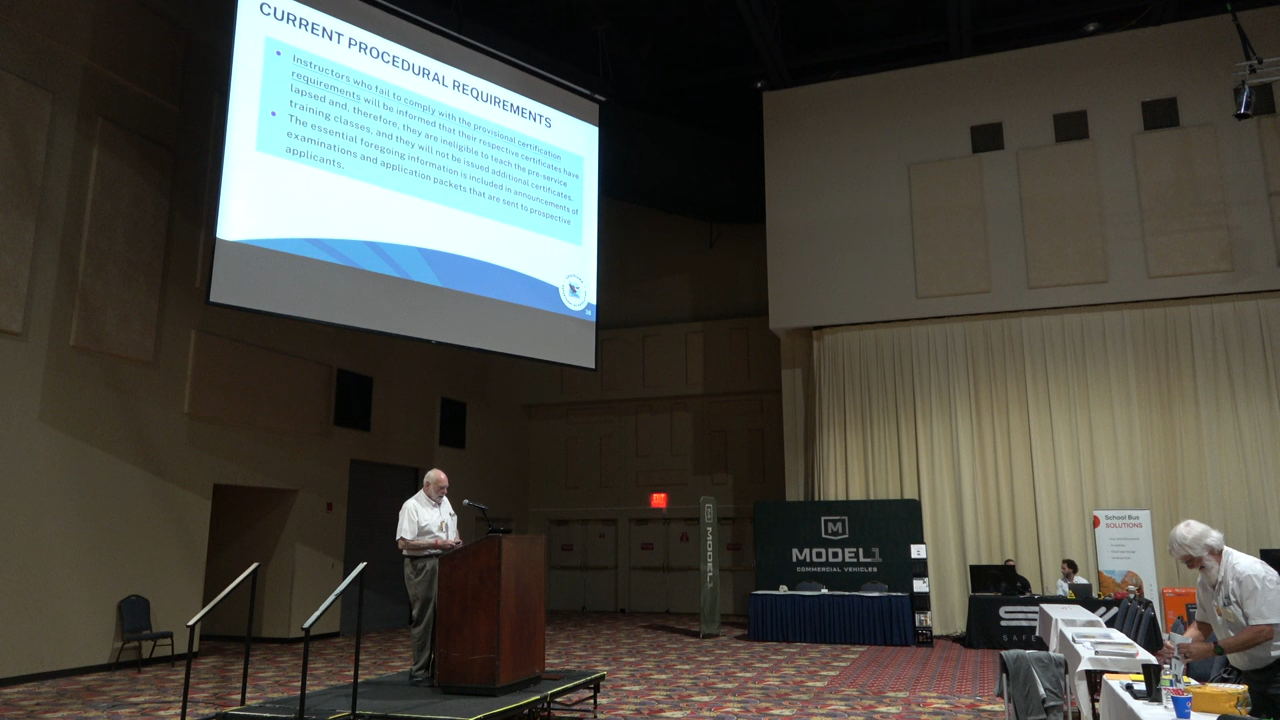 CURRENT PROCEDURAL REQUIREMENTS
• Instructors who fail to comply with the provisional certification
requirements will be informed that their respective certificates have
lapsed and, therefore, they are ineligible to teach the pre-service
training classes, and they will not be issued additional certificates.
• The essential foregoing information is included in announcements of
examinations and application packets that are sent to prospective
applicants.
M
MODEL1
COMMERCIAL VEHICLES
MODEL1
School Bus
SOLUTIONS
SAFE